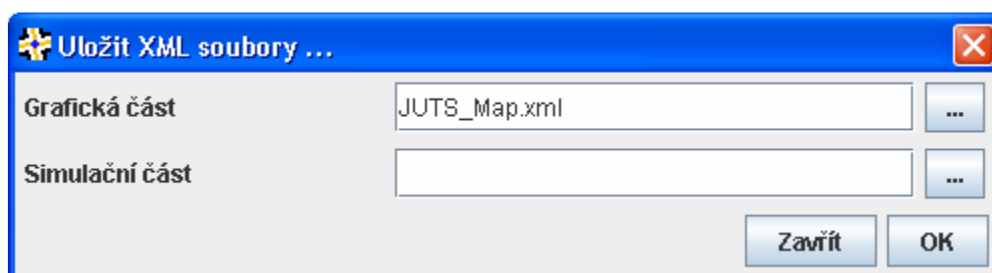 Uložit XML soubory ...
Grafická část JUTS_Map.xml ...
Simulační část ...
Zavřít OK